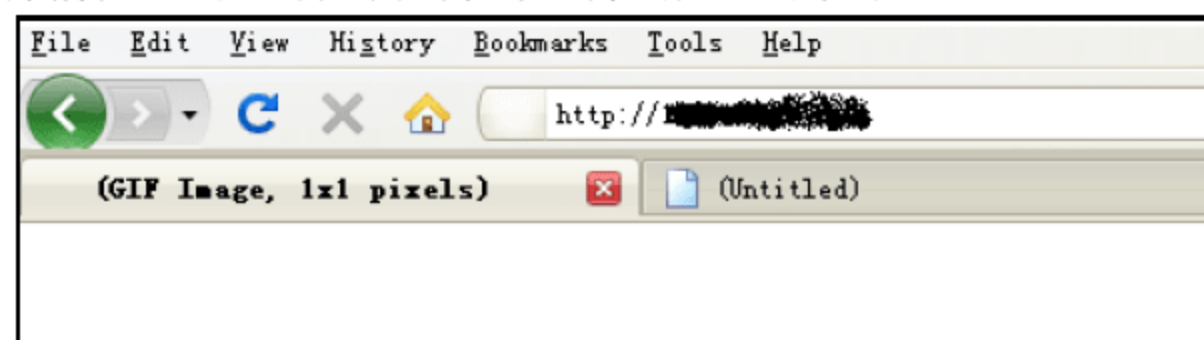 File Edit View History Bookmarks Tools Help
http://
(GIF Image, 1x1 pixels) (Untitled)